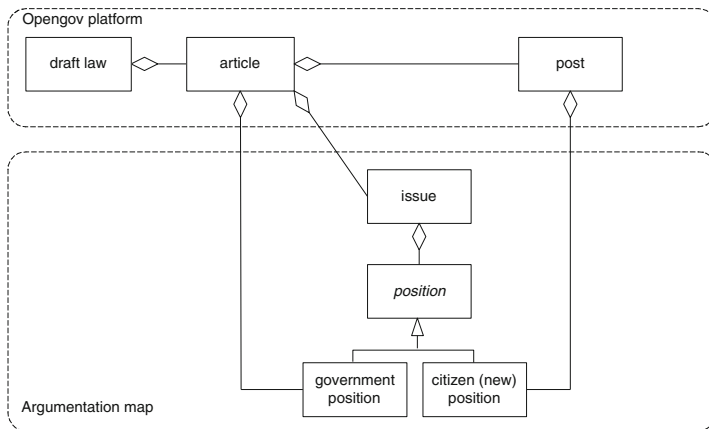 Opengov platform
draft law
article
post
issue
position
government
position
citizen (new)
position
Argumentation map